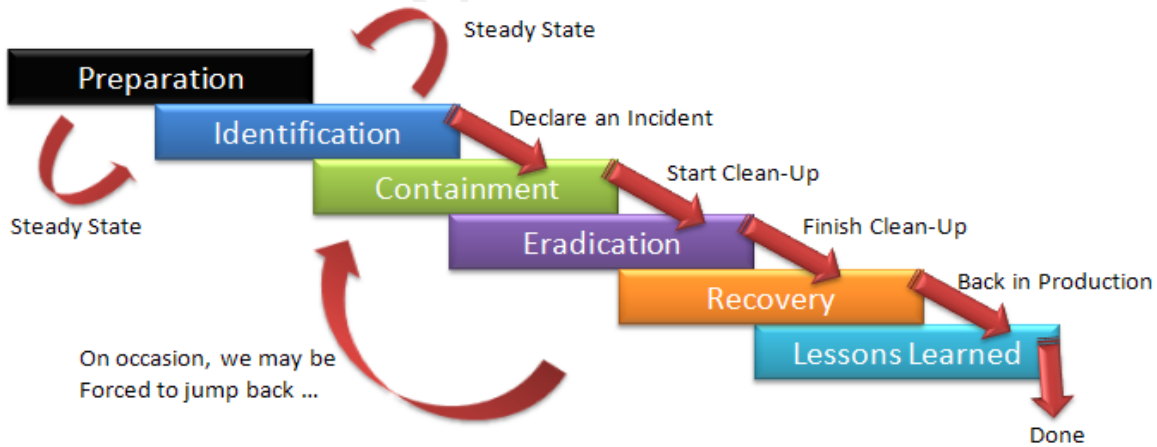 Steady State
Preparation
Declare an Incident
Identification
Start Clean-Up
Containment
Steady State
Finish Clean-Up
Eradication
Back in Production
Recovery
On occasion, we may be
Forced to jump back ...
Lessons Learned
Done